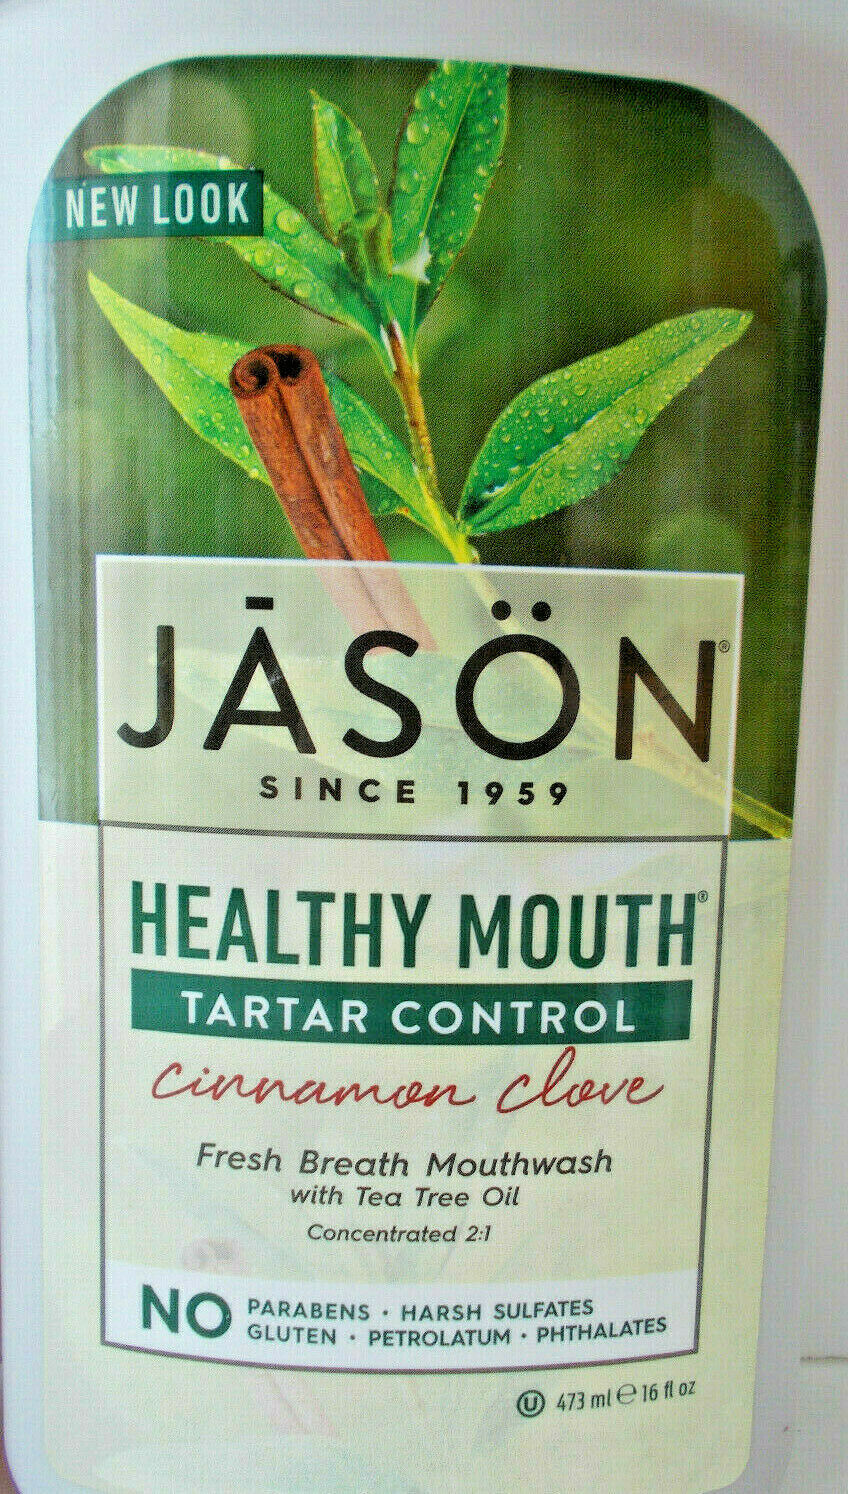 NEW LOOK
JĀSÖN®
SINCE 1959
HEALTHY MOUTH®
TARTAR CONTROL
cinnamon clove
Fresh Breath Mouthwash
with Tea Tree Oil
Concentrated 2:1
NO PARABENS · HARSH SULFATES
GLUTEN · PETROLATUM · PHTHALATES
U 473 ml ℮ 16 fl oz